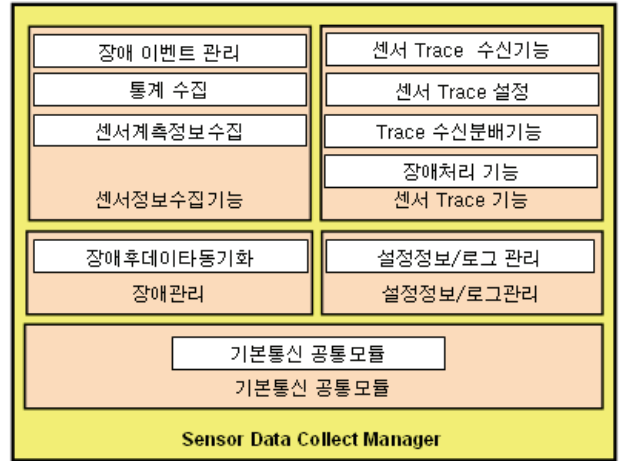 장애 이벤트 관리
통계 수집
센서계측정보수집
센서정보수집기능
센서 Trace 수신기능
센서 Trace 설정
Trace 수신분배기능
장애처리 기능
센서 Trace 기능
장애후데이타동기화
장애관리
설정정보/로그 관리
설정정보/로그관리
기본통신 공통모듈
기본통신 공통모듈
Sensor Data Collect Manager